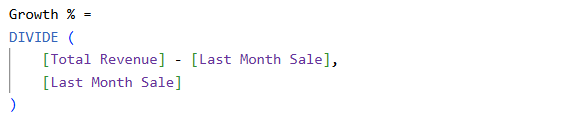 Growth % =
DIVIDE (
    [Total Revenue] - [Last Month Sale],
    [Last Month Sale]
)